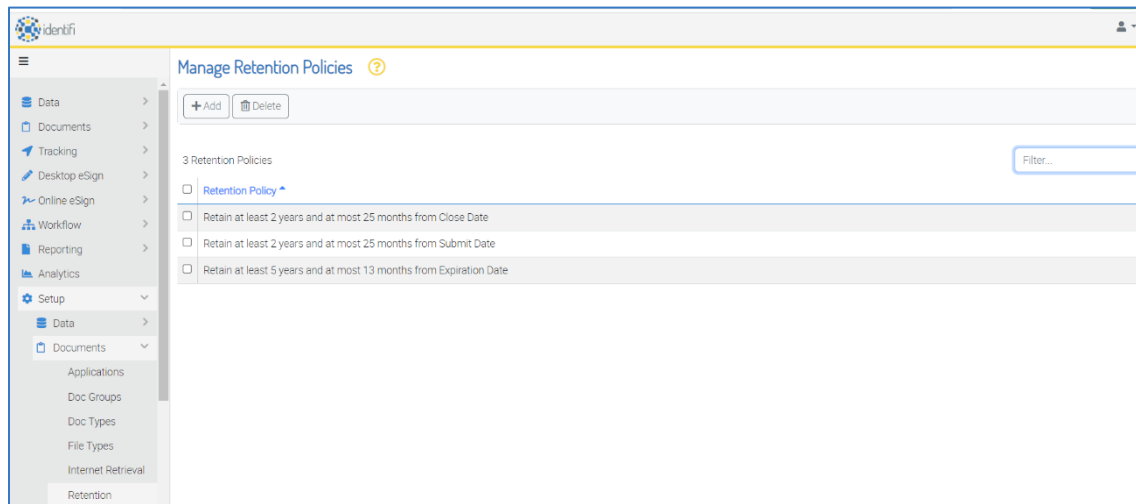 identifi
Manage Retention Policies ?
Add Delete
Data
Documents
Tracking
Desktop eSign
Online eSign
Workflow
Reporting
Analytics
Setup
Data
Documents
Applications
Doc Groups
Doc Types
File Types
Internet Retrieval
Retention
3 Retention Policies
Filter...
Retention Policy
Retain at least 2 years and at most 25 months from Close Date
Retain at least 2 years and at most 25 months from Submit Date
Retain at least 5 years and at most 13 months from Expiration Date